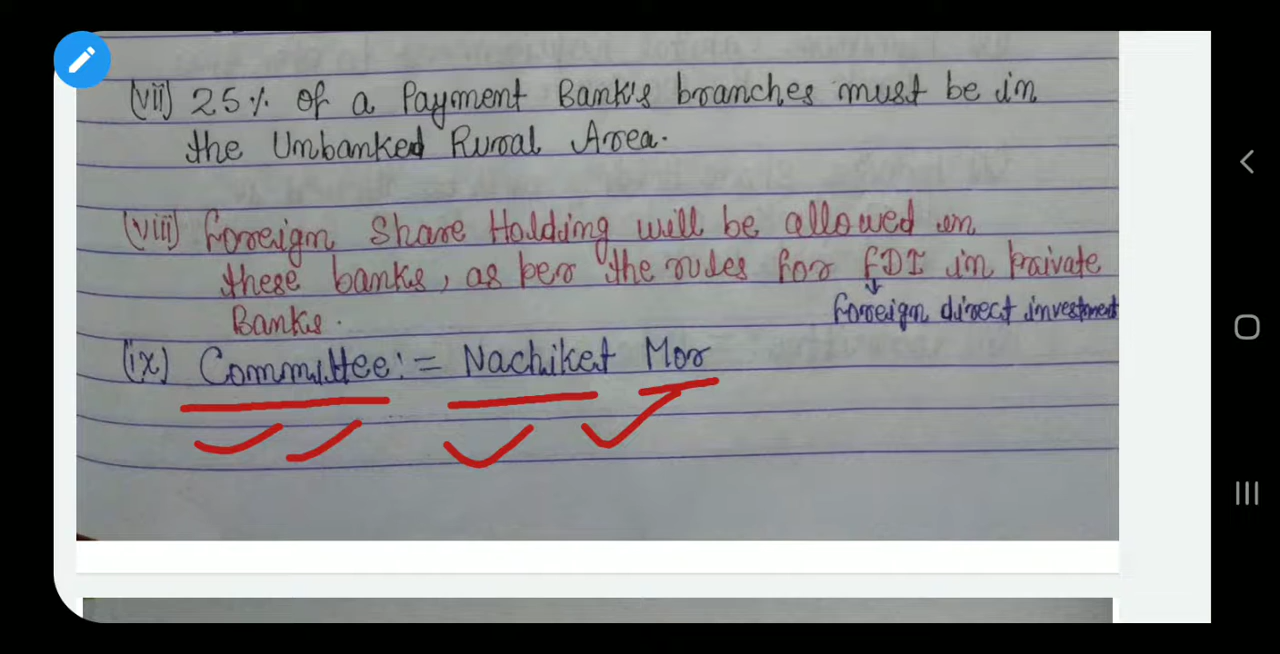 (vii) 25% of a Payment Bank's branches must be in
the Unbanked Rural Area.
(viii) Foreign Share Holding will be allowed in
these banks, as per the rules for FDI in Private
Foreign direct investment
Banks.
(ix) Committee:= Nachiket Mor